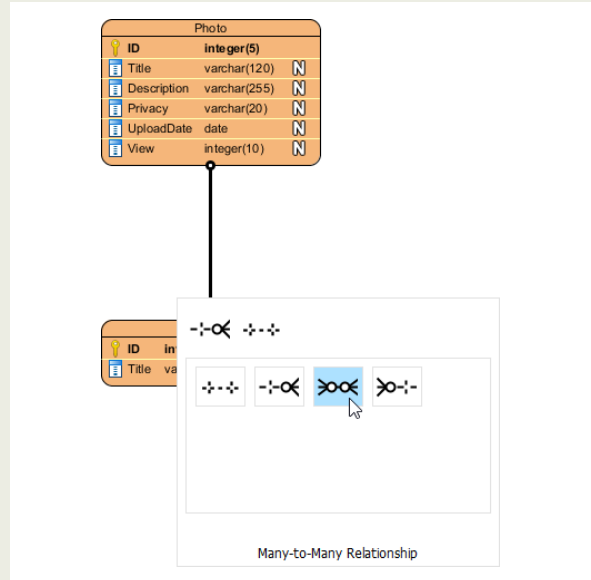 Photo
ID integer(5)
Title varchar(120) N
Description varchar(255) N
Privacy varchar(20) N
UploadDate date N
View integer(10) N
ID
Title
Many-to-Many Relationship